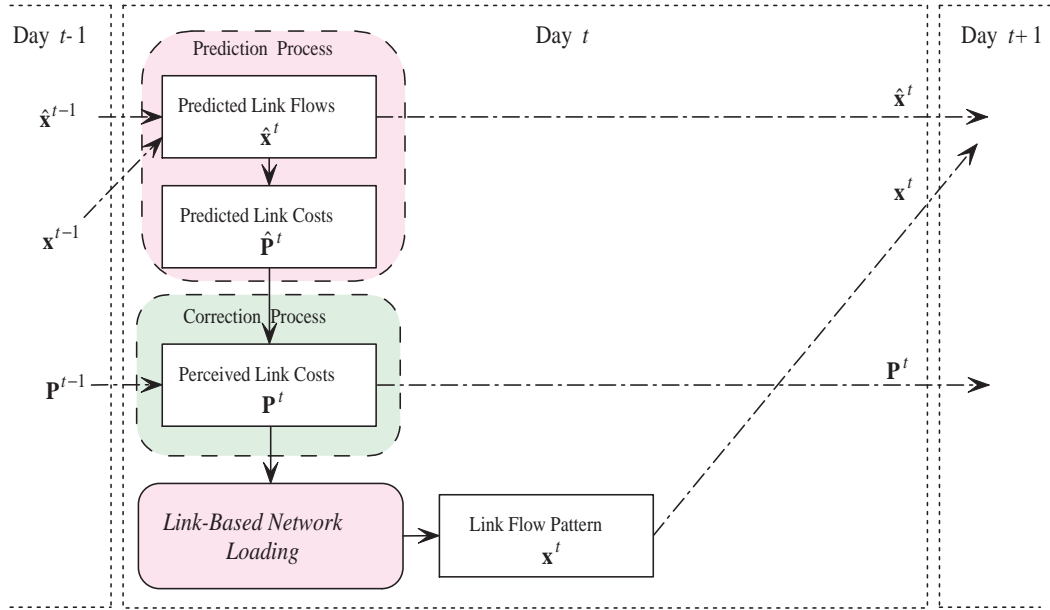 Day t-1
Day t
Day t+1
Prediction Process
Predicted Link Flows
x̂^t
x̂^{t−1}
x̂^t
x^{t−1}
x^t
Predicted Link Costs
P̂^t
Correction Process
Perceived Link Costs
P^t
P^{t−1}
P^t
Link-Based Network
Loading
Link Flow Pattern
x^t